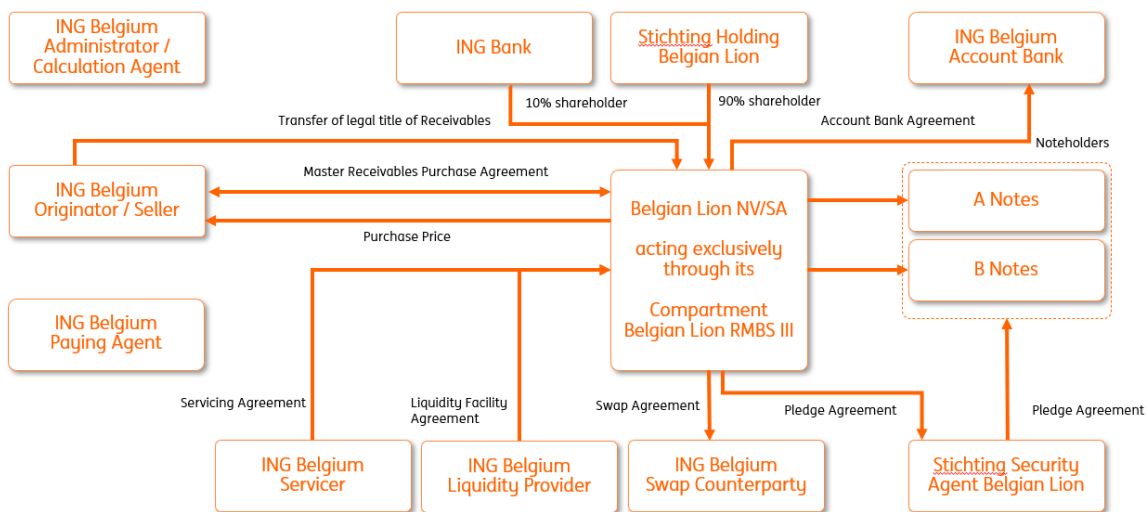 ING Belgium
Administrator /
Calculation Agent
ING Bank
Stichting Holding
Belgian Lion
ING Belgium
Account Bank
10% shareholder
90% shareholder
Transfer of legal title of Receivables
Account Bank Agreement
Noteholders
ING Belgium
Originator / Seller
Master Receivables Purchase Agreement
Purchase Price
Belgian Lion NV/SA
acting exclusively
through its
Compartment
Belgian Lion RMBS III
A Notes
B Notes
ING Belgium
Paying Agent
Servicing Agreement
Liquidity Facility
Agreement
Swap Agreement
Pledge Agreement
Pledge Agreement
ING Belgium
Servicer
ING Belgium
Liquidity Provider
ING Belgium
Swap Counterparty
Stichting Security
Agent Belgian Lion